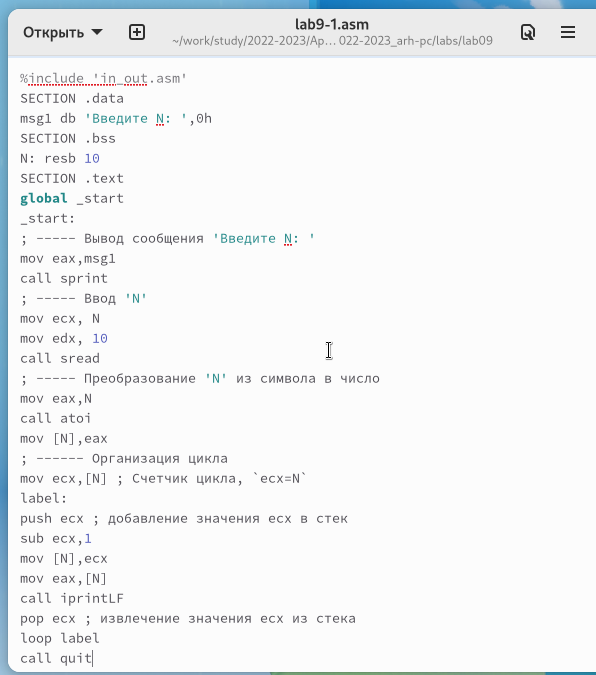 Открыть
lab9-1.asm
~/work/study/2022-2023/Ap... 022-2023_arh-pc/labs/lab09
%include 'in_out.asm'
SECTION .data
msg1 db 'Введите N: ',0h
SECTION .bss
N: resb 10
SECTION .text
global _start
_start:
; ----- Вывод сообщения 'Введите N: '
mov eax,msg1
call sprint
; ----- Ввод 'N'
mov ecx, N
mov edx, 10
call sread
; ----- Преобразование 'N' из символа в число
mov eax,N
call atoi
mov [N],eax
; ------ Организация цикла
mov ecx,[N] ; Счетчик цикла, `ecx=N`
label:
push ecx ; добавление значения ecx в стек
sub ecx,1
mov [N],ecx
mov eax,[N]
call iprintLF
pop ecx ; извлечение значения ecx из стека
loop label
call quit